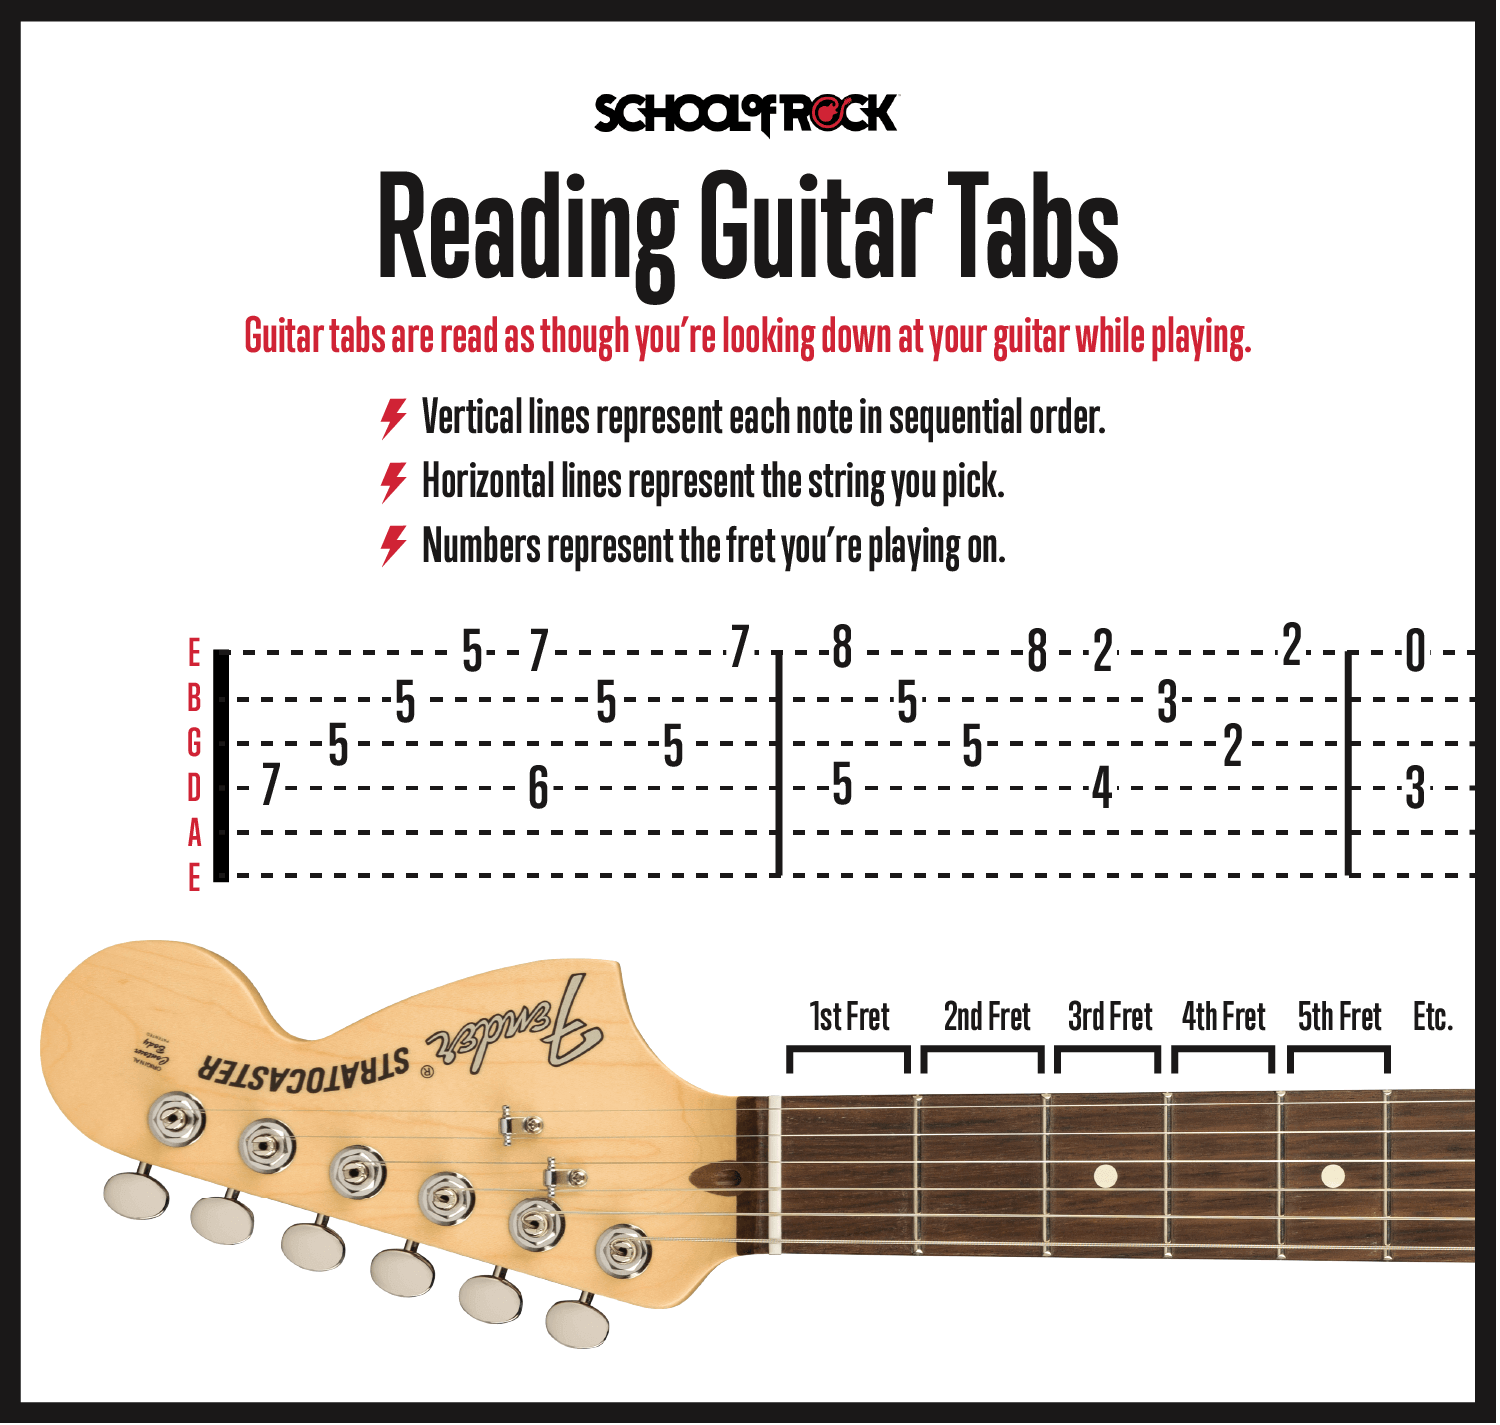 SCHOOL of ROCK
Reading Guitar Tabs
Guitar tabs are read as though you're looking down at your guitar while playing.
Vertical lines represent each note in sequential order.
Horizontal lines represent the string you pick.
Numbers represent the fret you're playing on.
E 5 7 7 8 8 2 2 0
B 5 5 5 3
G 5 5 5 2
D 7 6 5 4 3
A
E
1st Fret 2nd Fret 3rd Fret 4th Fret 5th Fret Etc.
Fender
STRATOCASTER ®
ORIGINAL
Contour
Body